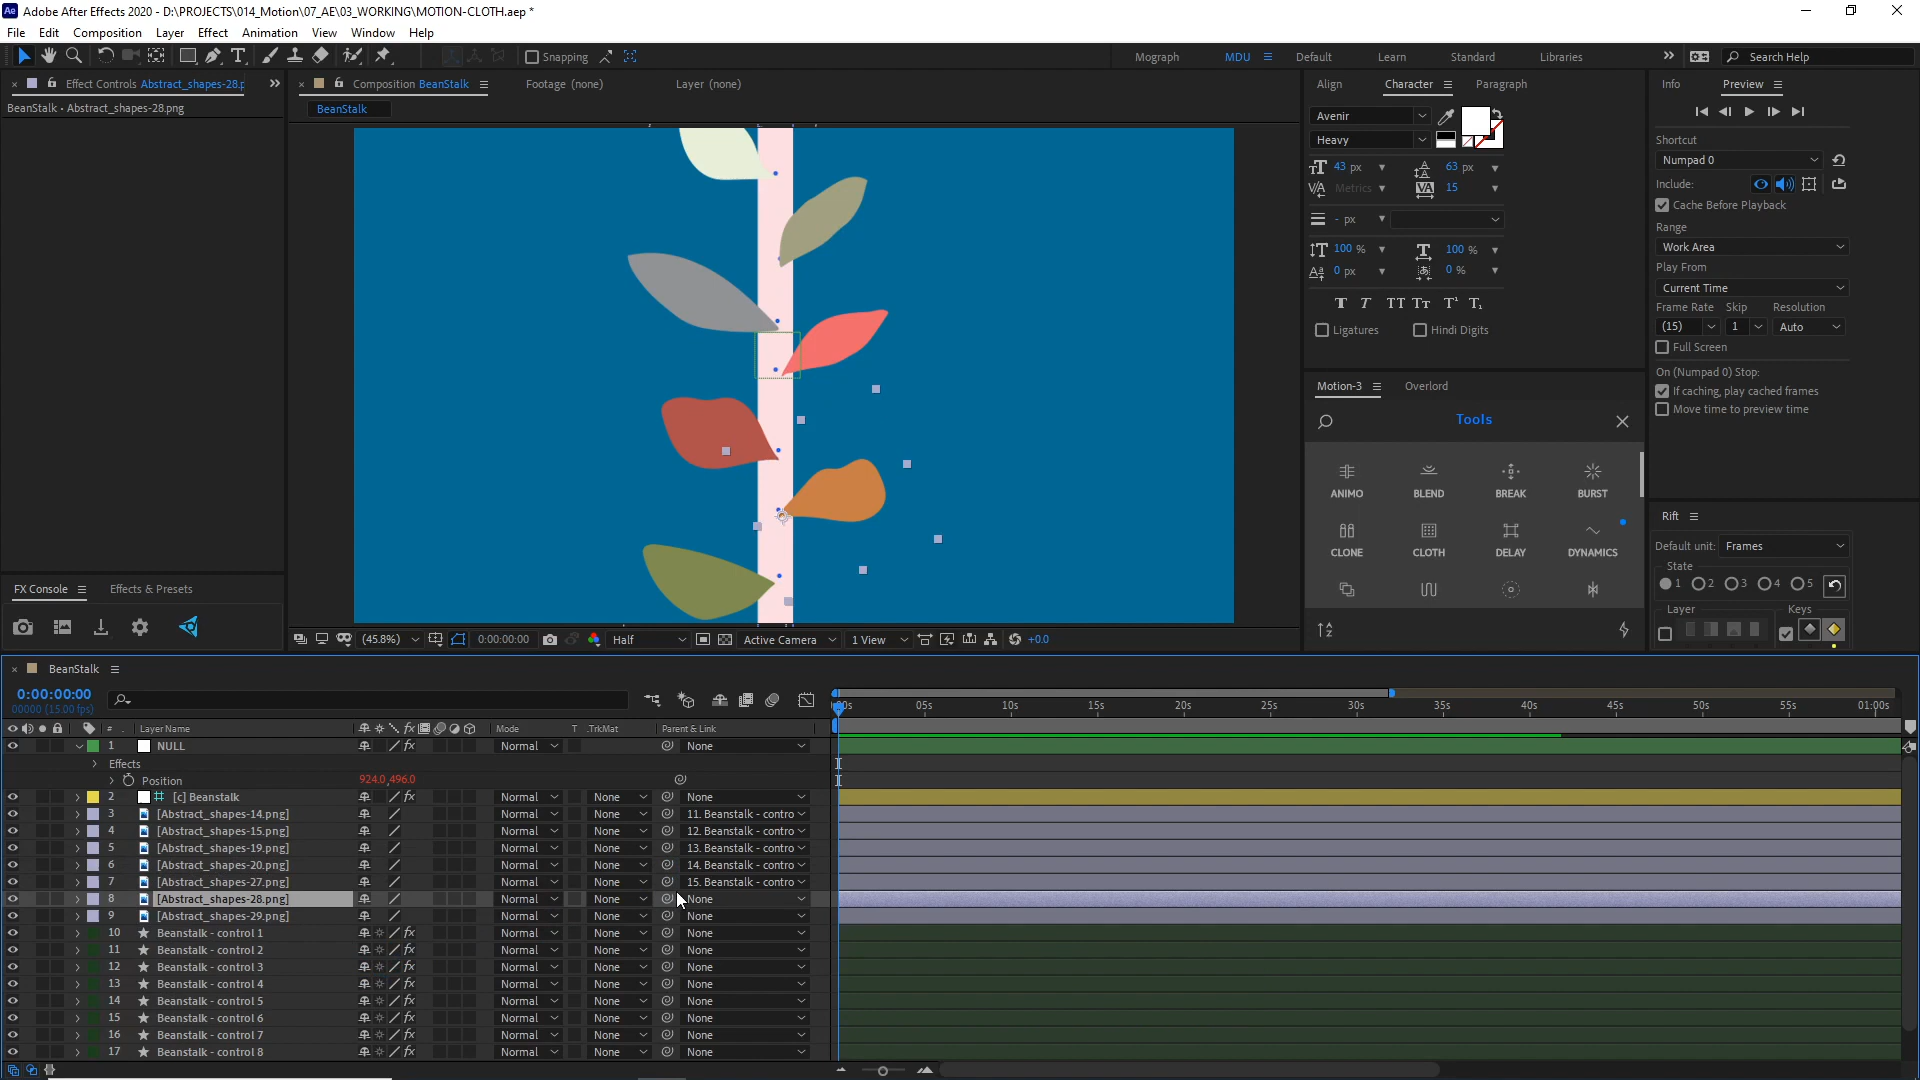 Adobe After Effects 2020 - D:\PROJECTS\014_Motion\07_AE\03_WORKING\MOTION-CLOTH.aep *
File Edit Composition Layer Effect Animation View Window Help
Snapping
Mograph MDU Default Learn Standard Libraries Search Help
Effect Controls Abstract_shapes-28.p
BeanStalk • Abstract_shapes-28.png
Composition BeanStalk Footage (none) Layer (none)
BeanStalk
Align Character Paragraph
Avenir
Heavy
43 px 63 px
Metrics 15
- px
100 % 100 %
0 px 0 %
Ligatures Hindi Digits
Info Preview
Shortcut
Numpad 0
Include:
Cache Before Playback
Range
Work Area
Play From
Current Time
Frame Rate Skip Resolution
(15) 1 Auto
Full Screen
On (Numpad 0) Stop:
If caching, play cached frames
Move time to preview time
Motion-3 Overlord
Tools
ANIMO BLEND BREAK BURST
CLONE CLOTH DELAY DYNAMICS
Rift
Default unit: Frames
State
1 2 3 4 5
Layer Keys
FX Console Effects & Presets
(45.8%) 0:00:00:00 Half Active Camera 1 View +0.0
BeanStalk
0:00:00:00
00000 (15.00 fps)
00s 05s 10s 15s 20s 25s 30s 35s 40s 45s 50s 55s 01:00s
# Layer Name Mode T .TrkMat Parent & Link
1 NULL Normal None
Effects
Position 924.0,496.0
2 [c] Beanstalk Normal None None
3 [Abstract_shapes-14.png] Normal None 11. Beanstalk - contro
4 [Abstract_shapes-15.png] Normal None 12. Beanstalk - contro
5 [Abstract_shapes-19.png] Normal None 13. Beanstalk - contro
6 [Abstract_shapes-20.png] Normal None 14. Beanstalk - contro
7 [Abstract_shapes-27.png] Normal None 15. Beanstalk - contro
8 [Abstract_shapes-28.png] Normal None None
9 [Abstract_shapes-29.png] Normal None None
10 Beanstalk - control 1 Normal None None
11 Beanstalk - control 2 Normal None None
12 Beanstalk - control 3 Normal None None
13 Beanstalk - control 4 Normal None None
14 Beanstalk - control 5 Normal None None
15 Beanstalk - control 6 Normal None None
16 Beanstalk - control 7 Normal None None
17 Beanstalk - control 8 Normal None None